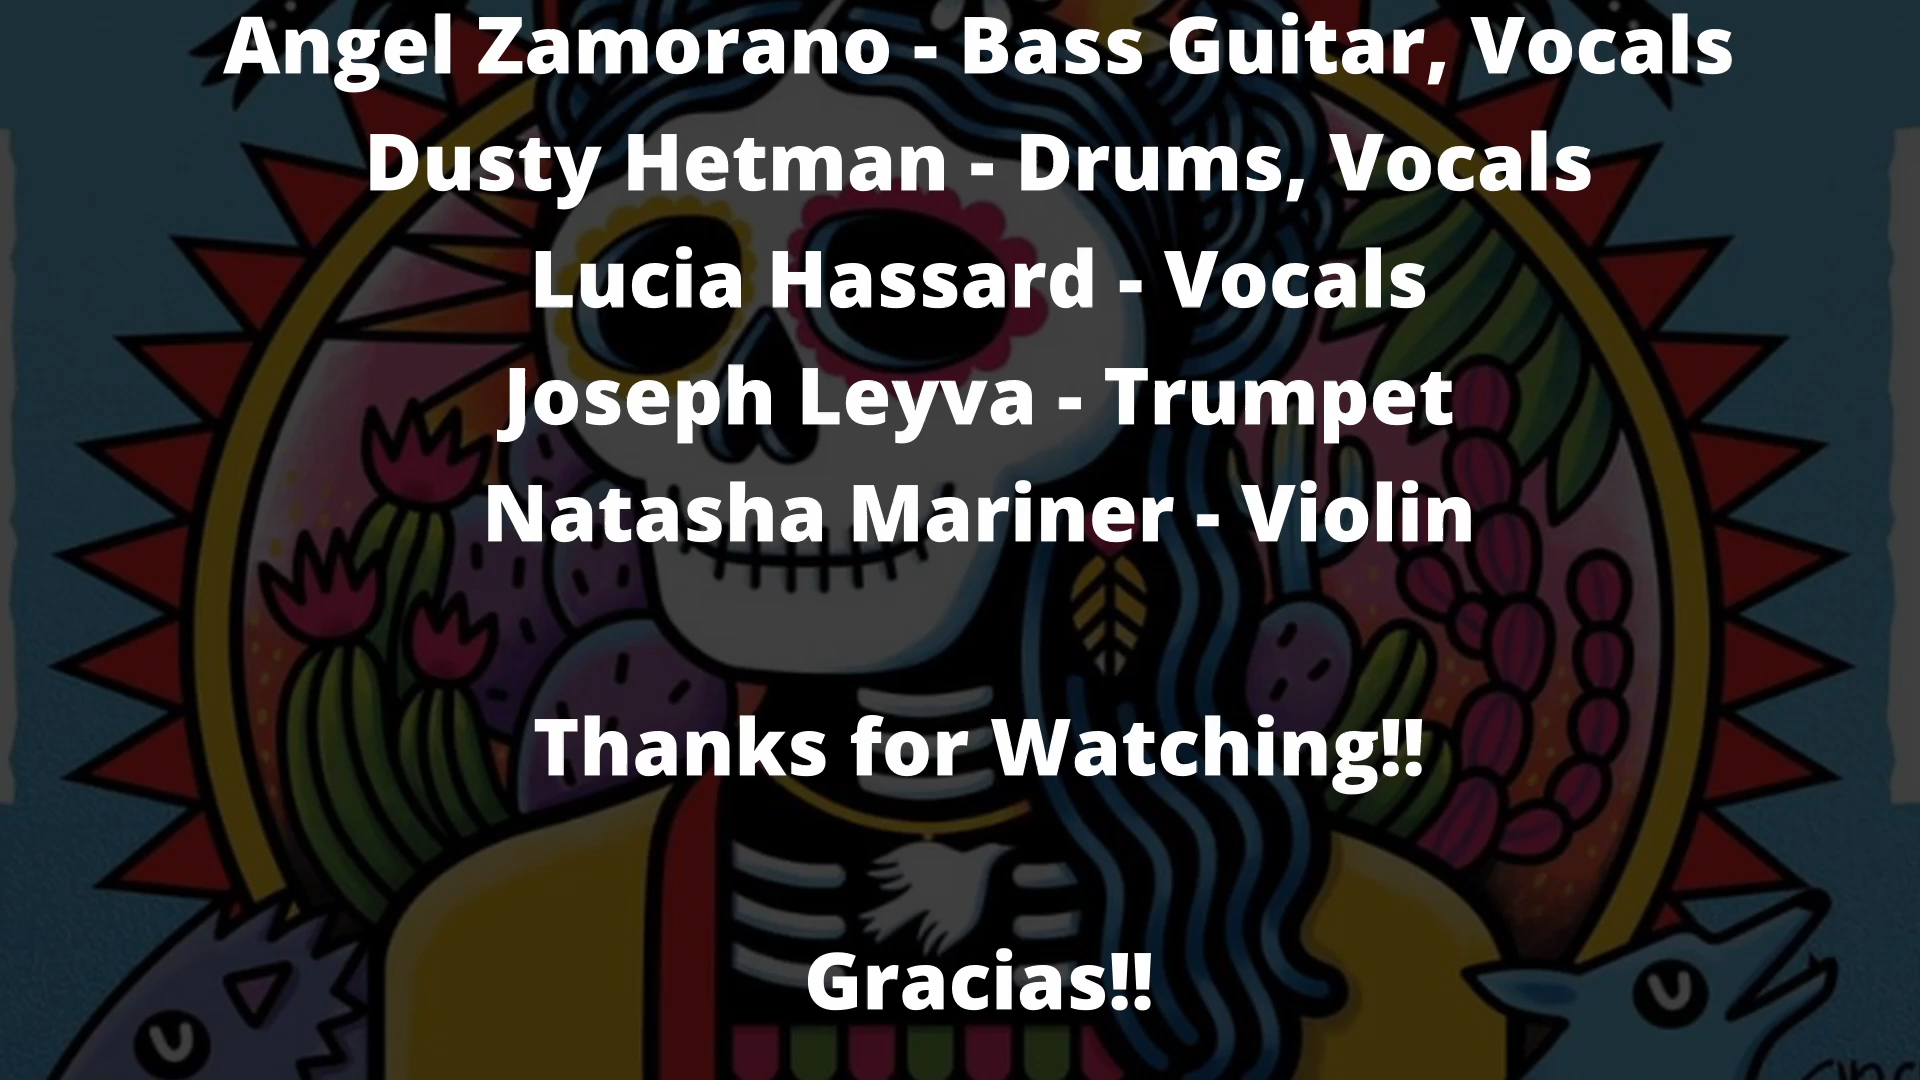 Angel Zamorano - Bass Guitar, Vocals
Dusty Hetman - Drums, Vocals
Lucia Hassard - Vocals
Joseph Leyva - Trumpet
Natasha Mariner - Violin
Thanks for Watching!!
Gracias!!